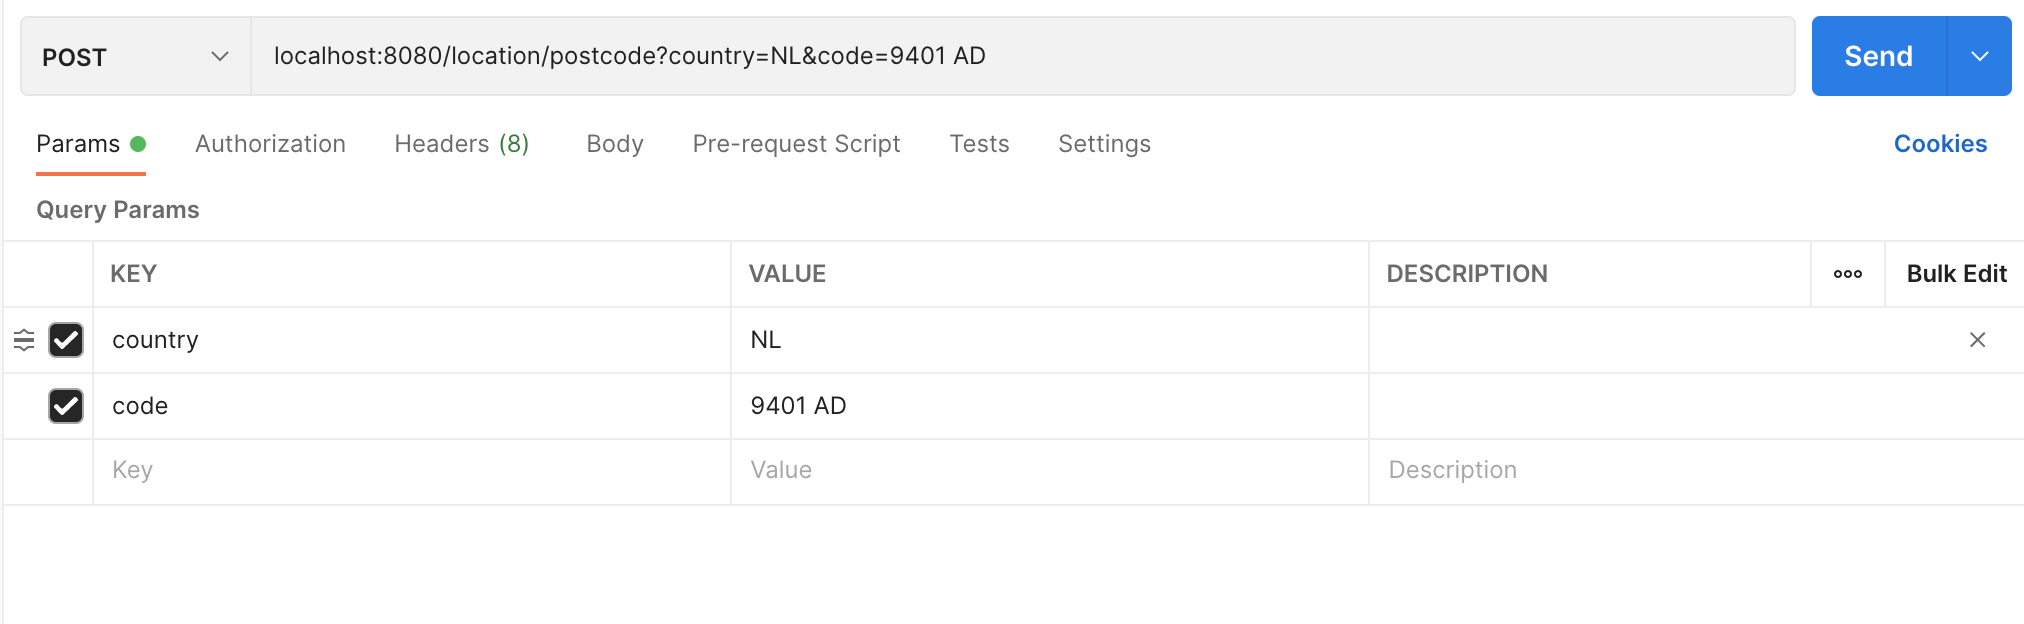 POST localhost:8080/location/postcode?country=NL&code=9401 AD Send
Params Authorization Headers (8) Body Pre-request Script Tests Settings Cookies
Query Params
KEY VALUE DESCRIPTION Bulk Edit
country NL
code 9401 AD
Key Value Description